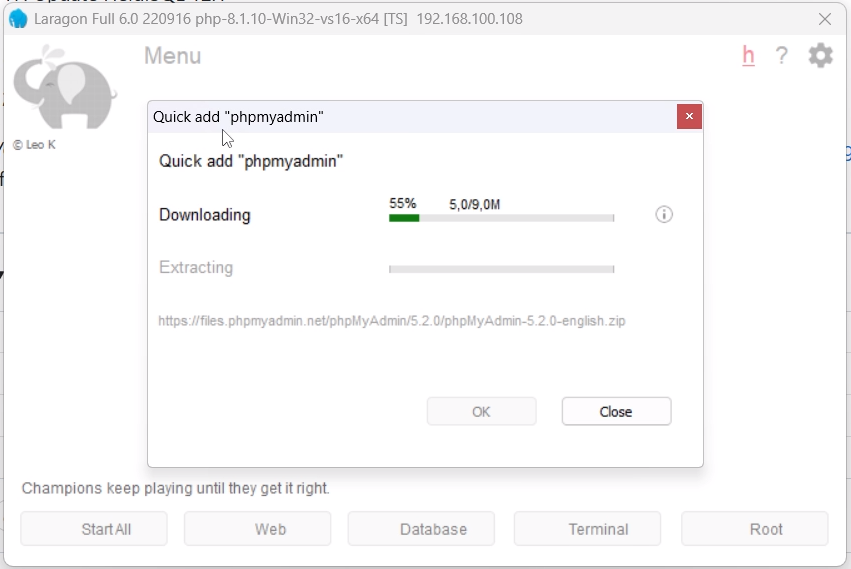 Laragon Full 6.0 220916 php-8.1.10-Win32-vs16-x64 [TS] 192.168.100.108
Menu
h ?
© Leo K
Quick add "phpmyadmin"
Quick add "phpmyadmin"
55% 5,0/9,0M
Downloading
Extracting
https://files.phpmyadmin.net/phpMyAdmin/5.2.0/phpMyAdmin-5.2.0-english.zip
OK Close
Champions keep playing until they get it right.
Start All Web Database Terminal Root